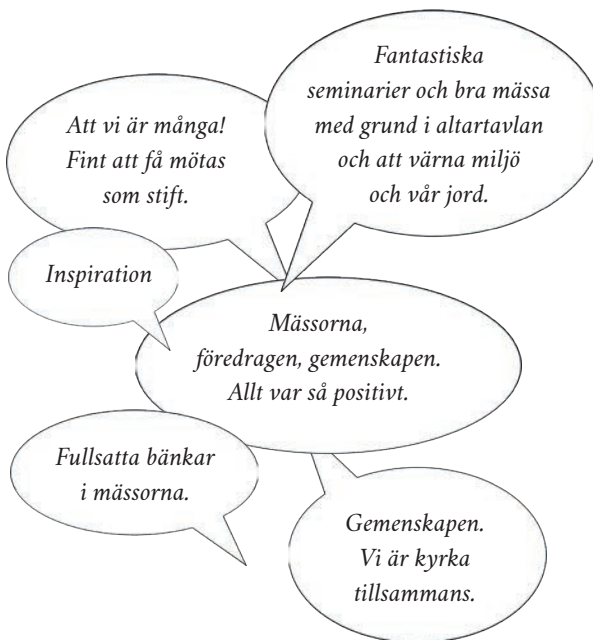 Fantastiska
seminarier och bra mässa
med grund i altartavlan
och att värna miljö
och vår jord.
Att vi är många!
Fint att få mötas
som stift.
Inspiration
Mässorna,
föredragen, gemenskapen.
Allt var så positivt.
Fullsatta bänkar
i mässorna.
Gemenskapen.
Vi är kyrka
tillsammans.